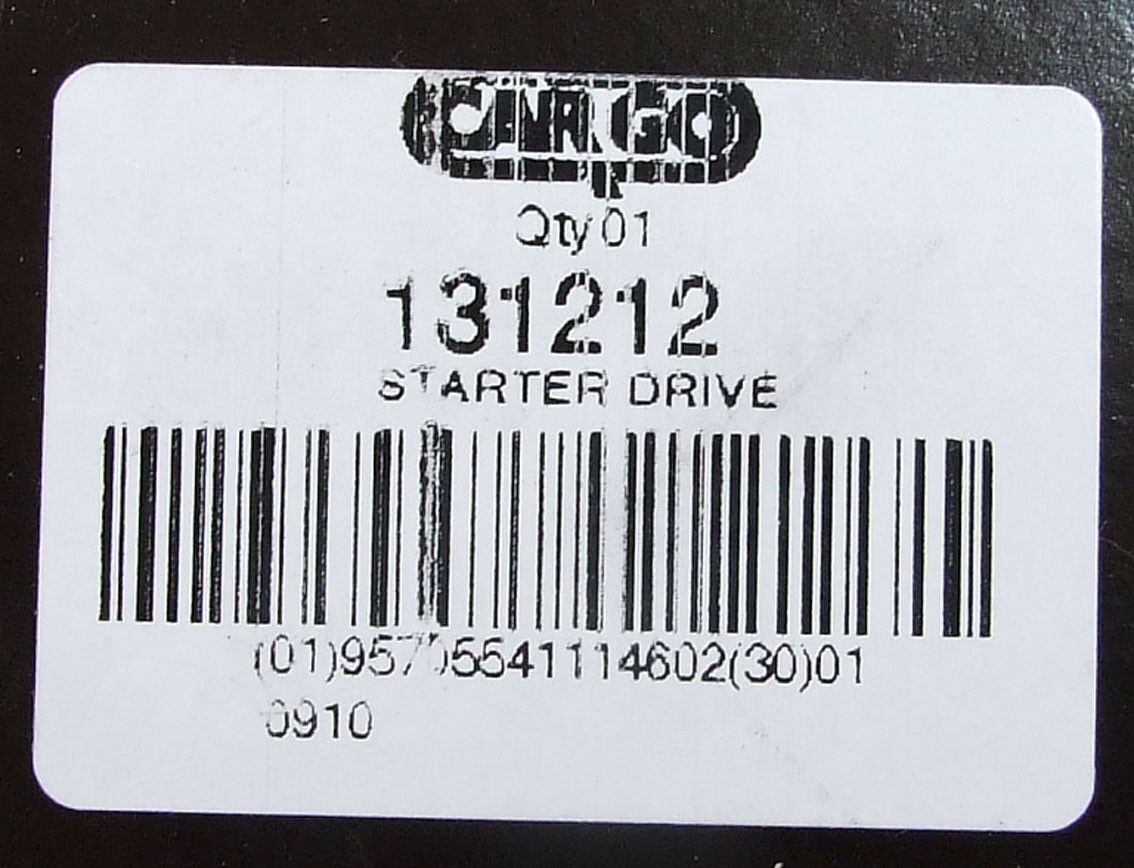 CARGO
Qty 01
131212
STARTER DRIVE
(01)95705541114602(30)01
0910